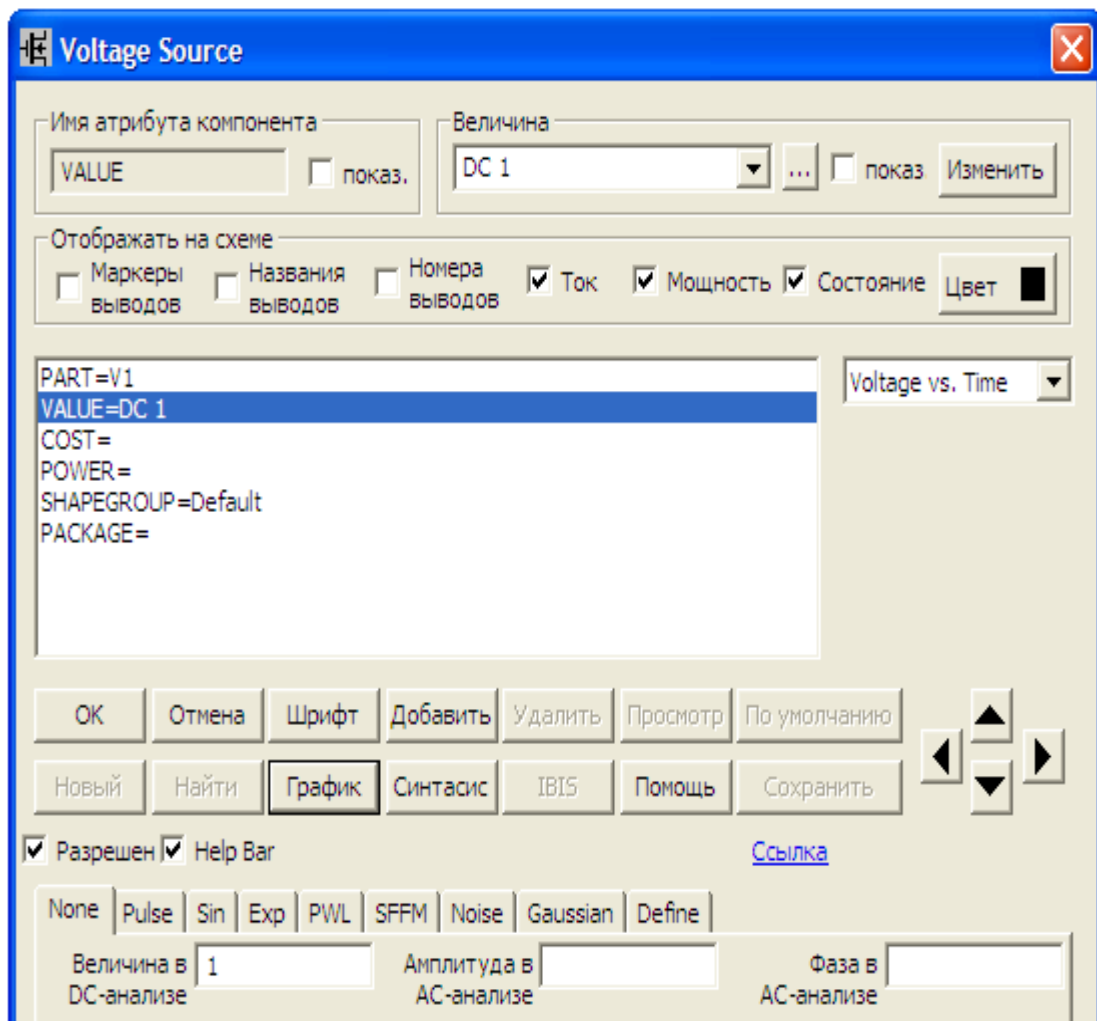 Voltage Source
Имя атрибута компонента
Величина
VALUE
показ.
DC 1
...
показ
Изменить
Отображать на схеме
Маркеры
выводов
Названия
выводов
Номера
выводов
Ток
Мощность
Состояние
Цвет
PART=V1
VALUE=DC 1
COST=
POWER=
SHAPEGROUP=Default
PACKAGE=
Voltage vs. Time
OK Отмена Шрифт Добавить Удалить Просмотр По умолчанию
Новый Найти График Синтасис IBIS Помощь Сохранить
Разрешен Help Bar Ссылка
None Pulse Sin Exp PWL SFFM Noise Gaussian Define
Величина в
DC-анализе
1
Амплитуда в
AC-анализе
Фаза в
AC-анализе